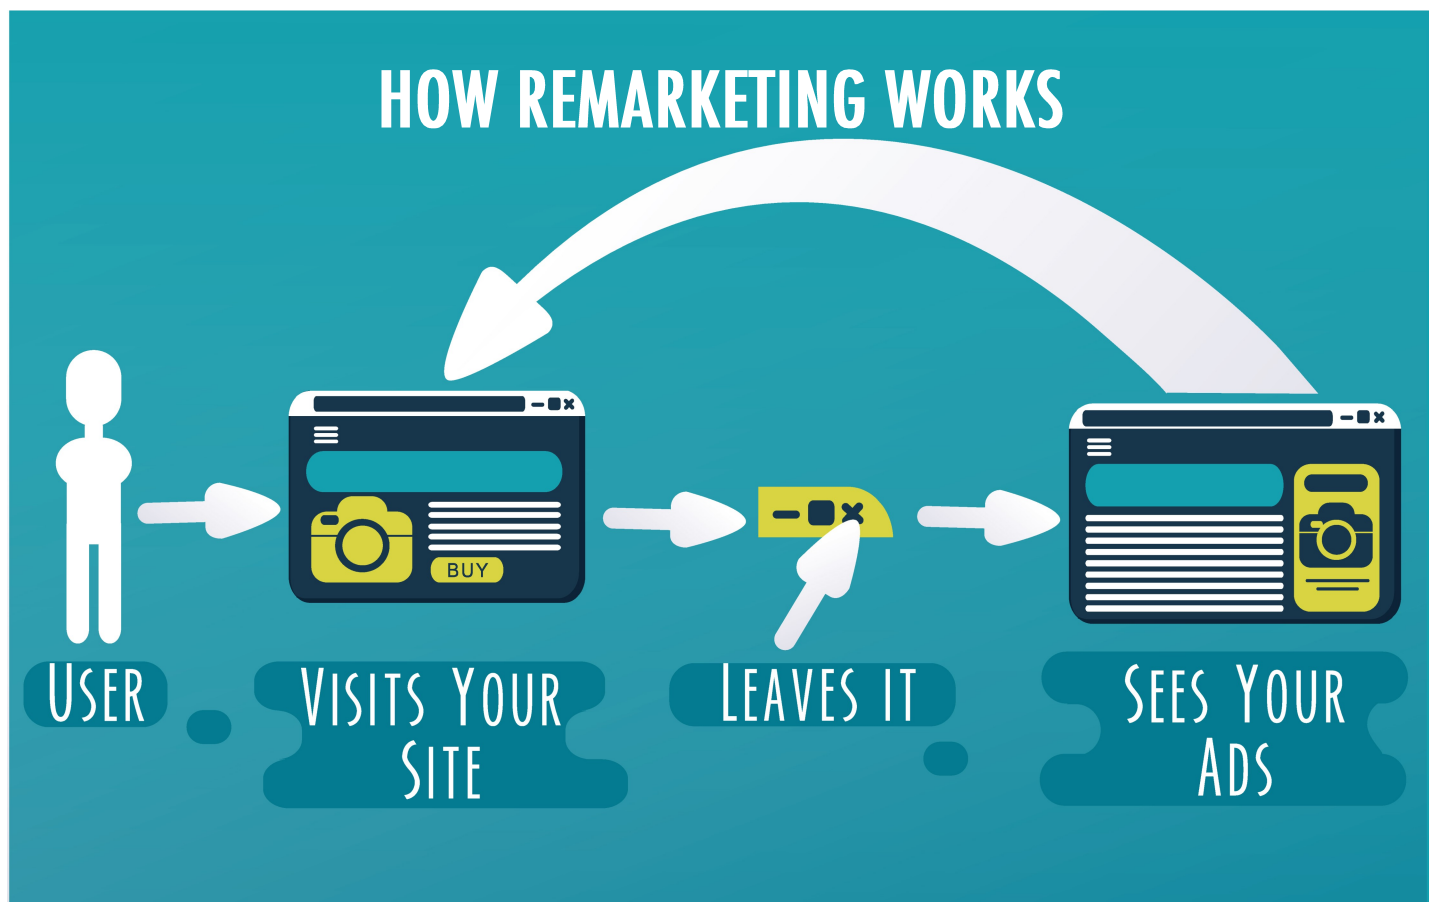 HOW REMARKETING WORKS
BUY
USER
VISITS YOUR
SITE
LEAVES IT
SEES YOUR
ADS